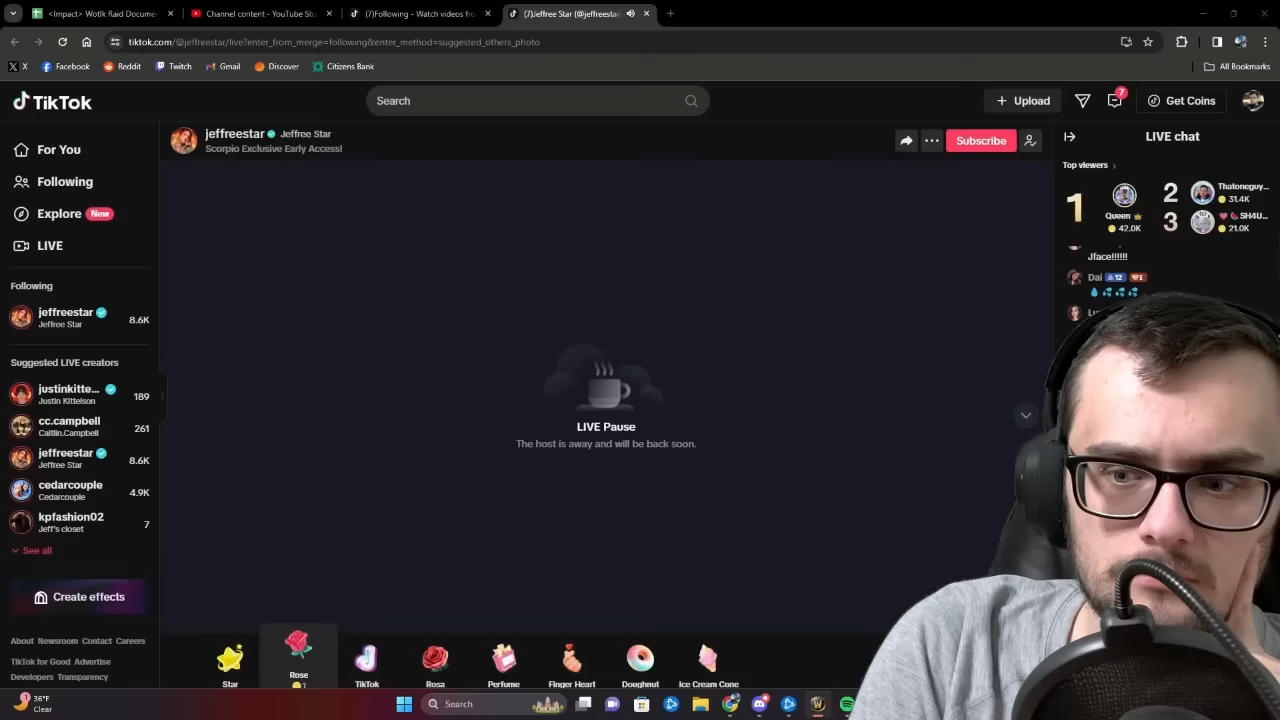 <Impact> Wotlk Raid Docume
Channel content - YouTube Stu
(7)Following - Watch videos fro
(7)Jeffree Star (@jeffreesta
tiktok.com/@jeffreestar/live?enter_from_merge=following&enter_method=suggested_others_photo
X Facebook Reddit Twitch Gmail Discover Citizens Bank All Bookmarks
TikTok Search Upload 7 Get Coins
For You
Following
Explore New
LIVE
Following
jeffreestar
Jeffree Star
8.6K
Suggested LIVE creators
justinkitte...
Justin Kittelson
189
cc.campbell
Caitlin.Campbell
261
jeffreestar
Jeffree Star
8.6K
cedarcouple
Cedarcouple
4.9K
kpfashion02
Jeff's closet
7
See all
Create effects
About Newsroom Contact Careers
TikTok for Good Advertise
Developers Transparency
jeffreestar Jeffree Star
Scorpio Exclusive Early Access!
Subscribe
LIVE Pause
The host is away and will be back soon.
Star
Rose
1
TikTok
Rosa
Perfume
Finger Heart
Doughnut
Ice Cream Cone
LIVE chat
Top viewers
1
Queen
42.0K
2
Thatoneguy...
31.4K
3
SH4U...
21.0K
Jface!!!!!!
Dai 12 I
36°F
Clear
Search